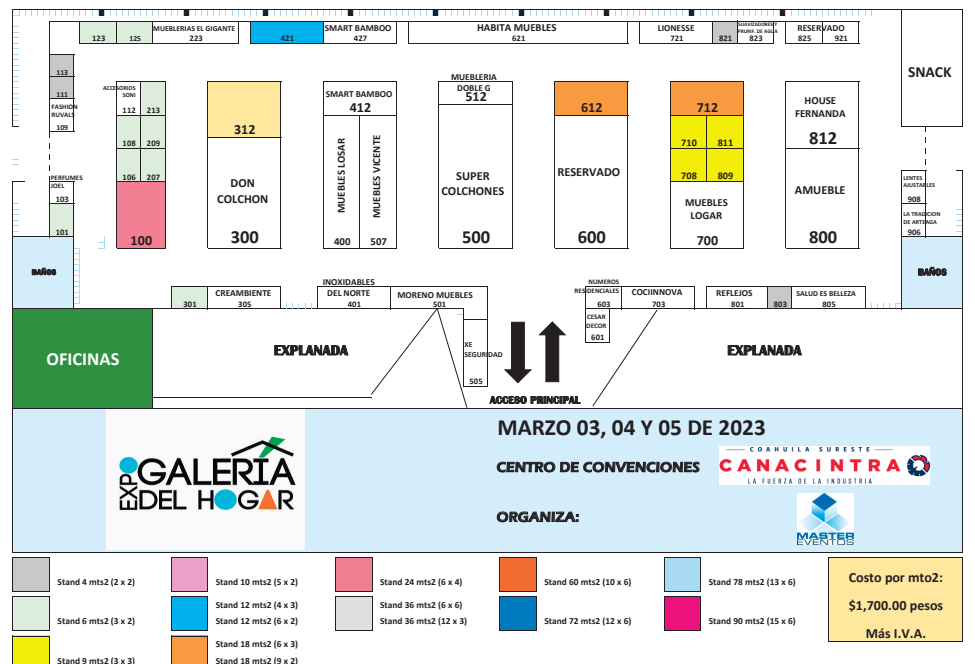 123
125
MUEBLERIAS EL GIGANTE
223
421
SMART BAMBOO
427
HABITA MUEBLES
621
LIONESSE
721
821
SUAVIZADORES Y
PRURIF. DE AGUA
823
RESERVADO
825
921
SNACK
113
111
FASHION
RUVALS
109
PERFUMES
JOEL
103
101
BAÑOS
ACCESORIOS
SONI
112
213
108
209
106
207
100
312
DON
COLCHON
300
SMART BAMBOO
412
MUEBLES LOSAR
MUEBLES VICENTE
400
507
MUEBLERIA
DOBLE G
512
SUPER
COLCHONES
500
612
RESERVADO
600
712
710
811
708
809
MUEBLES
LOGAR
700
HOUSE
FERNANDA
812
AMUEBLE
800
LENTES
AJUSTABLES
908
LA TRADICION
DE ARTEAGA
906
BAÑOS
301
CREAMBIENTE
305
INOXIDABLES
DEL NORTE
401
MORENO MUEBLES
501
NUMEROS
RESIDENCIALES
603
COCIINNOVA
703
REFLEJOS
801
803
SALUD ES BELLEZA
805
CESAR
DECOR
601
XE
SEGURIDAD
505
OFICINAS
EXPLANADA
EXPLANADA
ACCESO PRINCIPAL
EXPO GALERÍA
DEL HOGAR
MARZO 03, 04 Y 05 DE 2023
CENTRO DE CONVENCIONES
COAHUILA SURESTE
CANACINTRA
LA FUERZA DE LA INDUSTRIA
ORGANIZA:
MASTER
EVENTOS
Stand 4 mts2 (2 x 2)
Stand 6 mts2 (3 x 2)
Stand 9 mts2 (3 x 3)
Stand 10 mts2 (5 x 2)
Stand 12 mts2 (4 x 3)
Stand 12 mts2 (6 x 2)
Stand 18 mts2 (6 x 3)
Stand 18 mts2 (9 x 2)
Stand 24 mts2 (6 x 4)
Stand 36 mts2 (6 x 6)
Stand 36 mts2 (12 x 3)
Stand 60 mts2 (10 x 6)
Stand 72 mts2 (12 x 6)
Stand 78 mts2 (13 x 6)
Stand 90 mts2 (15 x 6)
Costo por mto2:
$1,700.00 pesos
Más I.V.A.